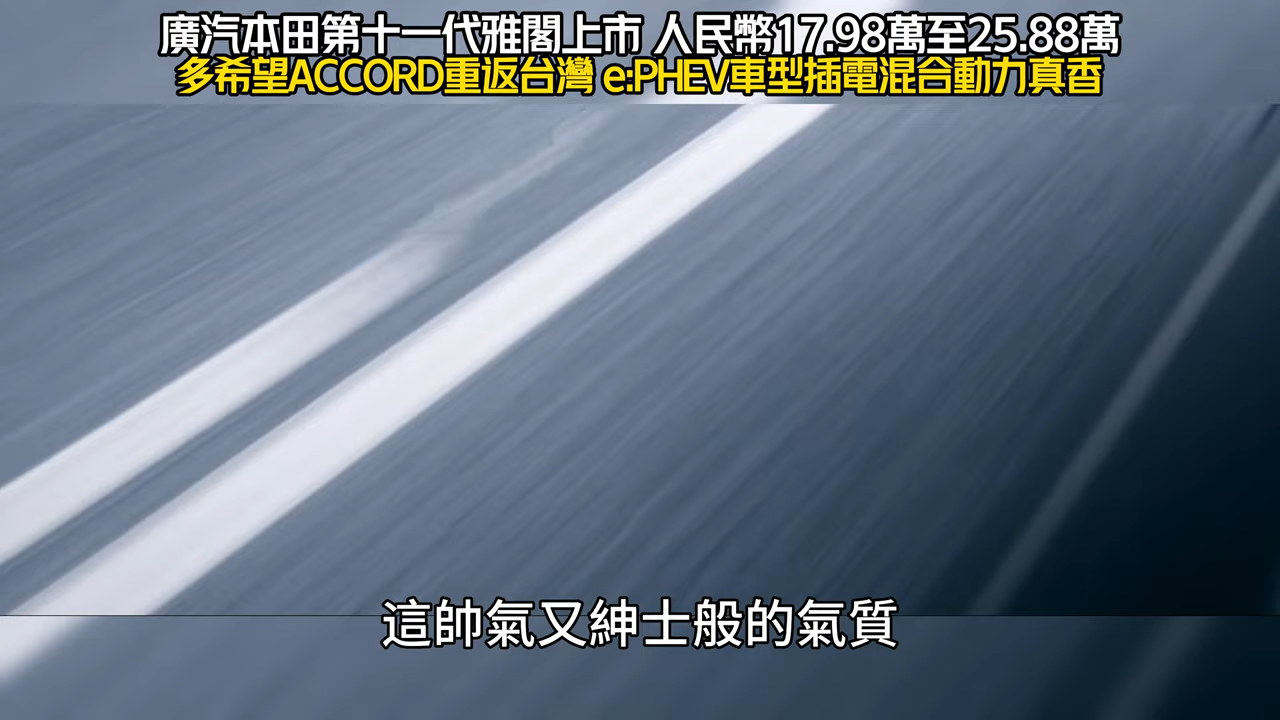 廣汽本田第十一代雅閣上市 人民幣17.98萬至25.88萬
多希望ACCORD重返台灣 e:PHEV車型插電混合動力真香
這帥氣又紳士般的氣質